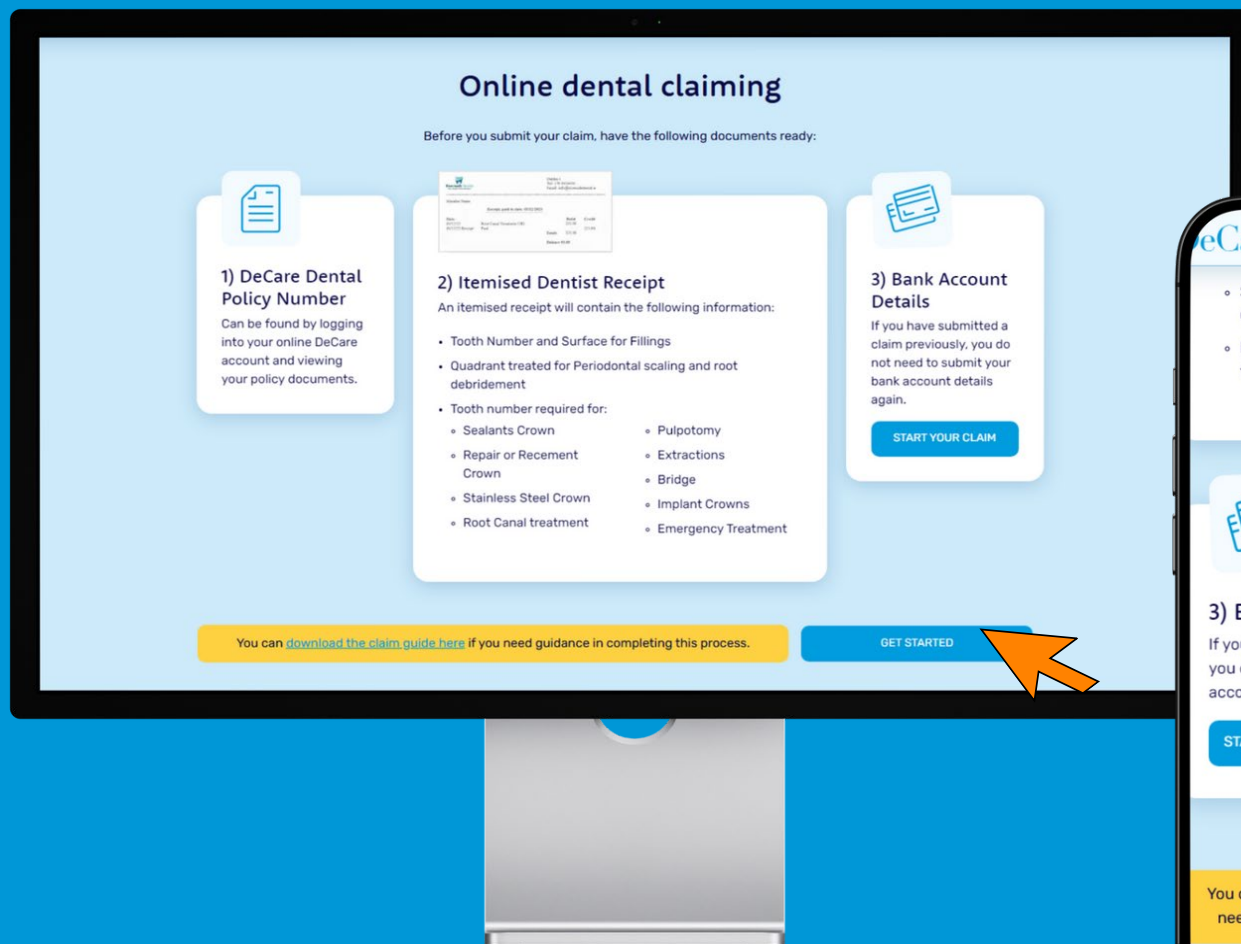 Online dental claiming
Before you submit your claim, have the following documents ready:
1) DeCare Dental
Policy Number
Can be found by logging
into your online DeCare
account and viewing
your policy documents.
2) Itemised Dentist Receipt
An itemised receipt will contain the following information:
• Tooth Number and Surface for Fillings
• Quadrant treated for Periodontal scaling and root
debridement
• Tooth number required for:
Sealants Crown
Repair or Recement
Crown
Stainless Steel Crown
Root Canal treatment
Pulpotomy
Extractions
Bridge
Implant Crowns
Emergency Treatment
3) Bank Account
Details
If you have submitted a
claim previously, you do
not need to submit your
bank account details
again.
START YOUR CLAIM
You can download the claim guide here if you need guidance in completing this process.
GET STARTED
eC
3) B
If yo
you
acco
ST
You
nee